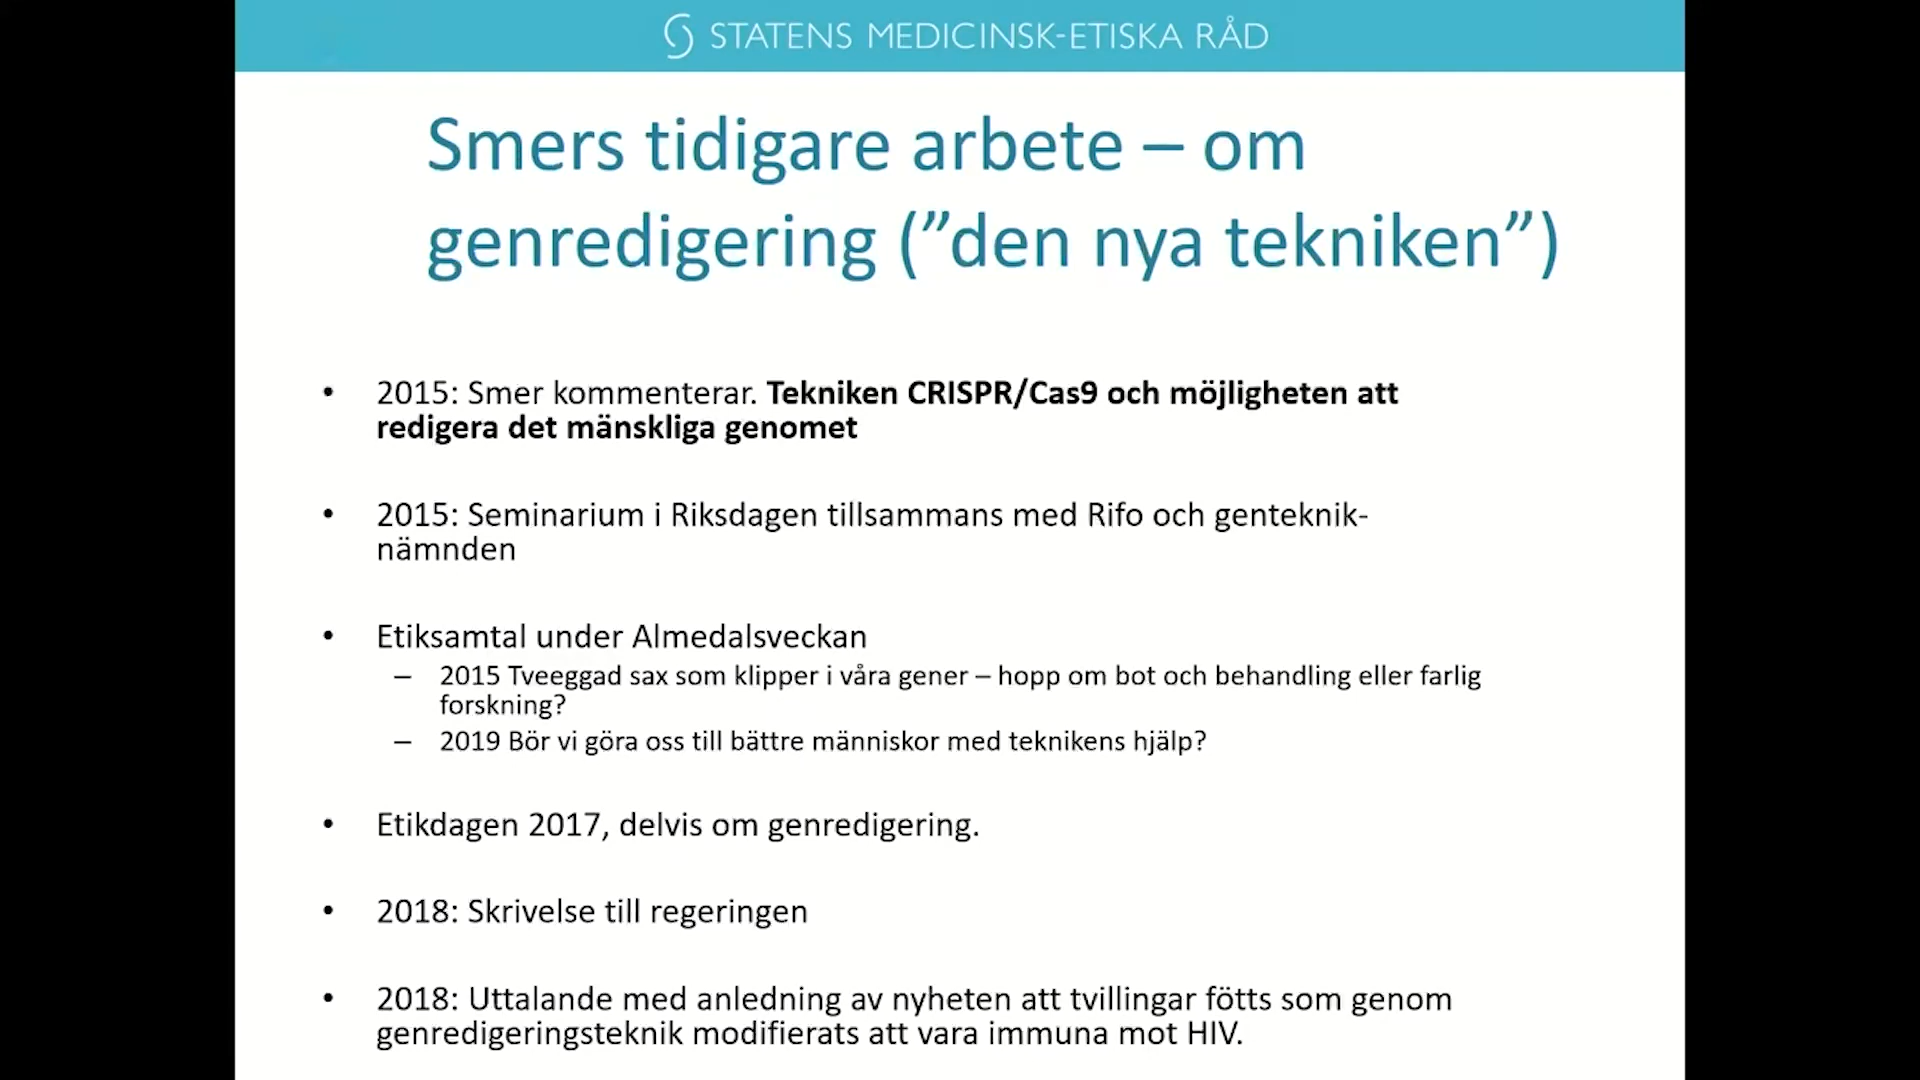 STATENS MEDICINSK-ETISKA RÅD
Smers tidigare arbete – om
genredigering (”den nya tekniken”)
• 2015: Smer kommenterar. Tekniken CRISPR/Cas9 och möjligheten att
redigera det mänskliga genomet
• 2015: Seminarium i Riksdagen tillsammans med Rifo och genteknik-
nämnden
• Etiksamtal under Almedalsveckan
– 2015 Tveeggad sax som klipper i våra gener – hopp om bot och behandling eller farlig
forskning?
– 2019 Bör vi göra oss till bättre människor med teknikens hjälp?
• Etikdagen 2017, delvis om genredigering.
• 2018: Skrivelse till regeringen
• 2018: Uttalande med anledning av nyheten att tvillingar fötts som genom
genredigeringsteknik modifierats att vara immuna mot HIV.